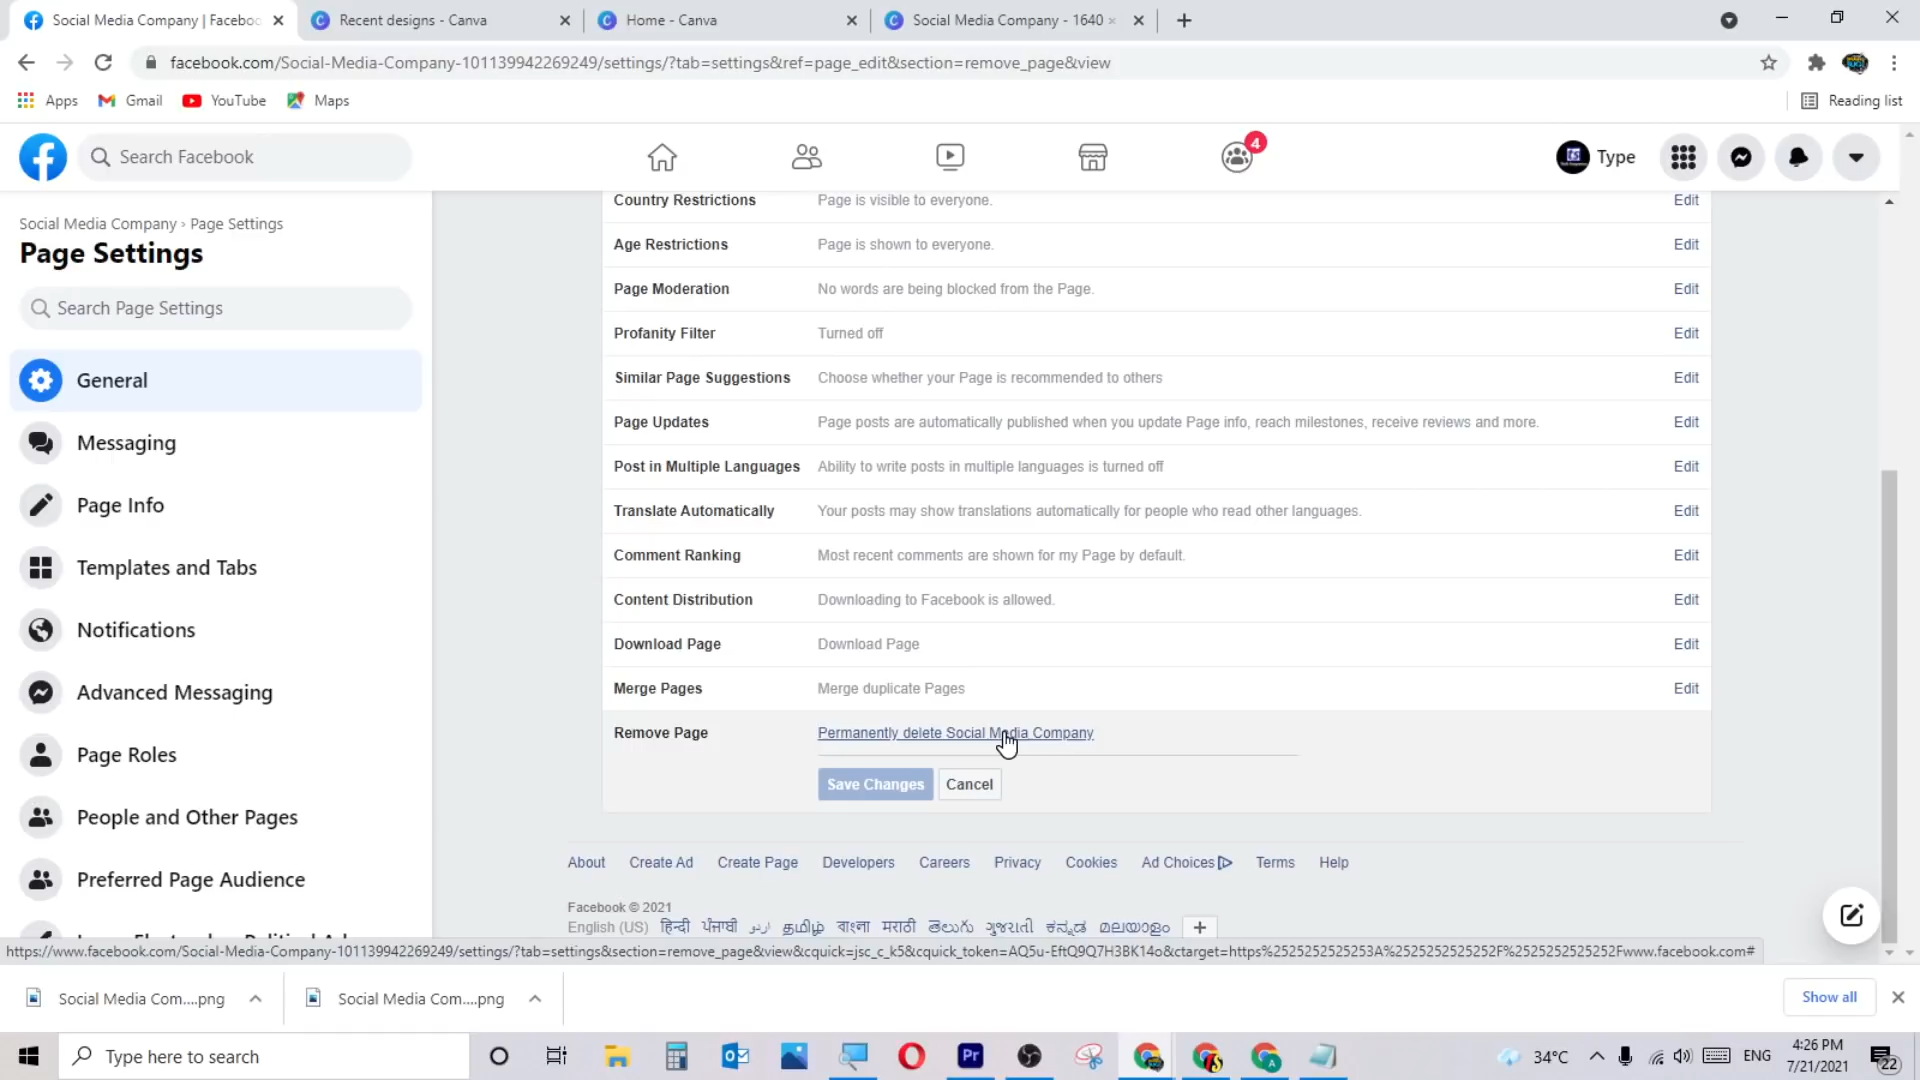 Social Media Company | Faceboo
Recent designs - Canva
Home - Canva
Social Media Company - 1640
facebook.com/Social-Media-Company-101139942269249/settings/?tab=settings&ref=page_edit&section=remove_page&view
Apps
Gmail
YouTube
Maps
Reading list
Search Facebook
4
Type
Social Media Company › Page Settings
Page Settings
Search Page Settings
General
Messaging
Page Info
Templates and Tabs
Notifications
Advanced Messaging
Page Roles
People and Other Pages
Preferred Page Audience
Country Restrictions Page is visible to everyone. Edit
Age Restrictions Page is shown to everyone. Edit
Page Moderation No words are being blocked from the Page. Edit
Profanity Filter Turned off Edit
Similar Page Suggestions Choose whether your Page is recommended to others Edit
Page Updates Page posts are automatically published when you update Page info, reach milestones, receive reviews and more. Edit
Post in Multiple Languages Ability to write posts in multiple languages is turned off Edit
Translate Automatically Your posts may show translations automatically for people who read other languages. Edit
Comment Ranking Most recent comments are shown for my Page by default. Edit
Content Distribution Downloading to Facebook is allowed. Edit
Download Page Download Page Edit
Merge Pages Merge duplicate Pages Edit
Remove Page Permanently delete Social Media Company
Save Changes Cancel
About Create Ad Create Page Developers Careers Privacy Cookies Ad Choices Terms Help
Facebook © 2021
English (US) हिन्दी ਪੰਜਾਬੀ اردو தமிழ் বাংলা मराठी తెలుగు ગુજરાતી ಕನ್ನಡ മലയാളം
https://www.facebook.com/Social-Media-Company-101139942269249/settings/?tab=settings&section=remove_page&view&cquick=jsc_c_k5&cquick_token=AQ5u-EftQ9Q7H3BK14o&ctarget=https%2525252525253A%2525252525252F%2525252525252Fwww.facebook.com#
Social Media Com....png
Social Media Com....png
Show all
Type here to search
Pr
34°C
ENG
4:26 PM
7/21/2021
22